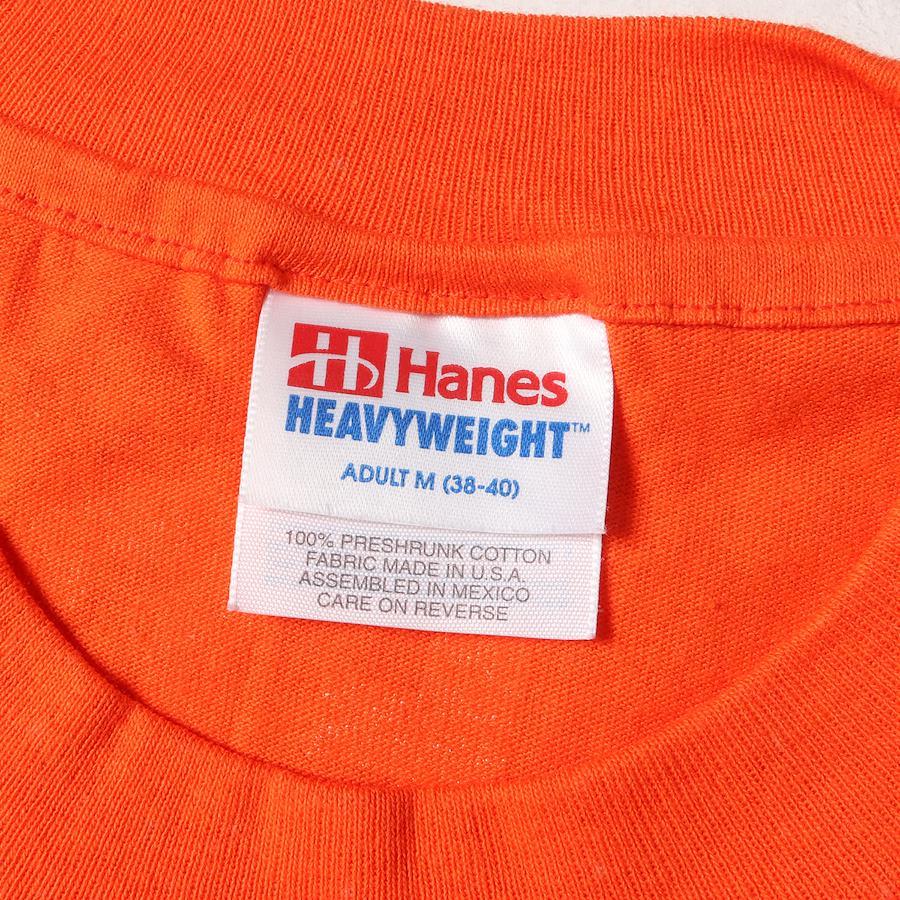 H Hanes
HEAVYWEIGHT™
ADULT M (38-40)
100% PRESHRUNK COTTON
FABRIC MADE IN U.S.A.
ASSEMBLED IN MEXICO
CARE ON REVERSE